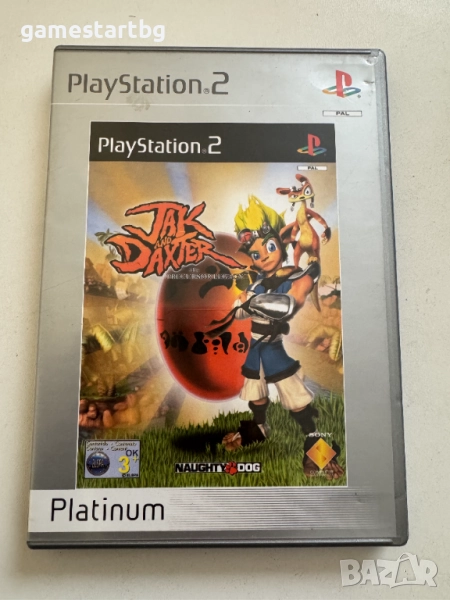 gamestartbg
PlayStation®2
PAL
PlayStation®2
PAL
JAK
AND
DAXTER
THE
PRECURSOR LEGACY
OK
3
NAUGHTY DOG
SONY
Platinum
BAZAR